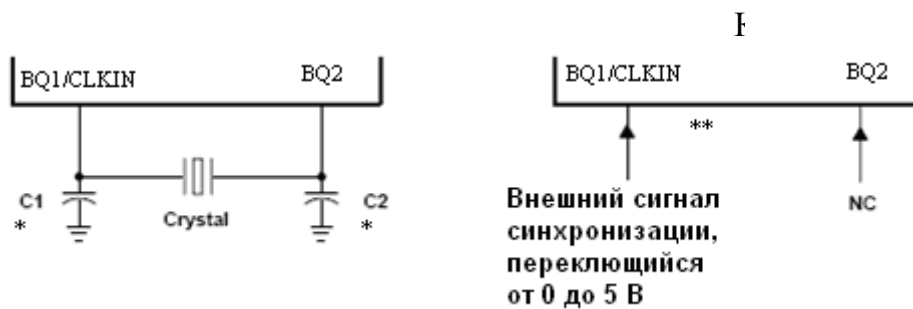 BQ1/CLKIN BQ2
C1 C2
* *
Crystal
BQ1/CLKIN BQ2
**
Внешний сигнал
синхронизации,
переклющийся
от 0 до 5 В
NC